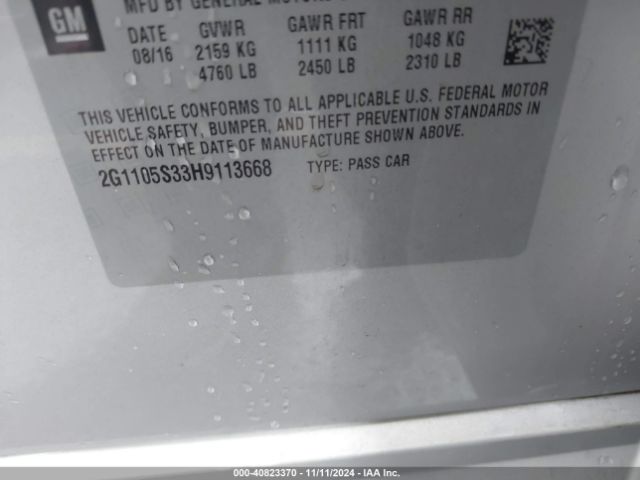 GM
MFD BY GENERAL MOTORS
DATE GVWR GAWR FRT GAWR RR
08/16 2159 KG 1111 KG 1048 KG
4760 LB 2450 LB 2310 LB
THIS VEHICLE CONFORMS TO ALL APPLICABLE U.S. FEDERAL MOTOR
VEHICLE SAFETY, BUMPER, AND THEFT PREVENTION STANDARDS IN
EFFECT ON THE DATE OF MANUFACTURE SHOWN ABOVE.
2G1105S33H9113668 TYPE: PASS CAR
000-40823370 - 11/11/2024 - IAAI.com